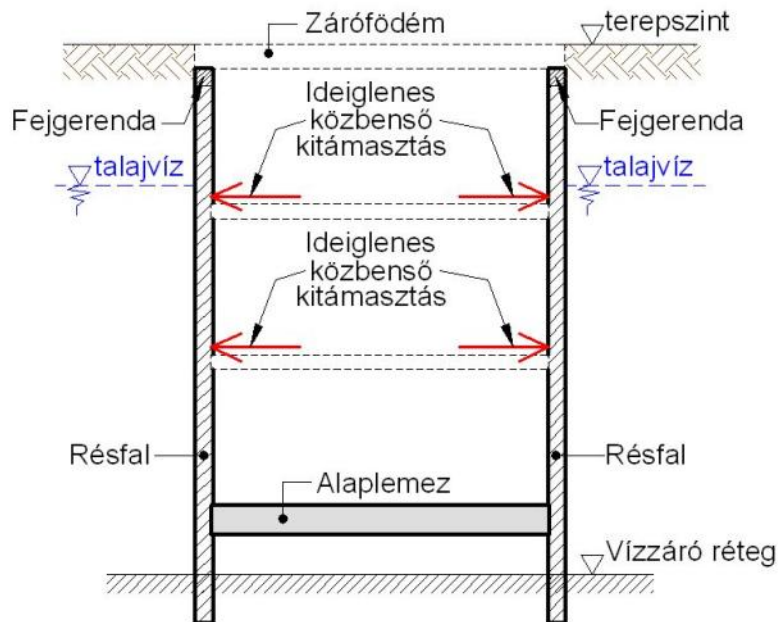 Zárófödém
terepszint
Ideiglenes
közbenső
kitámasztás
Fejgerenda
Fejgerenda
talajvíz
talajvíz
Ideiglenes
közbenső
kitámasztás
Résfal
Résfal
Alaplemez
Vízzáró réteg